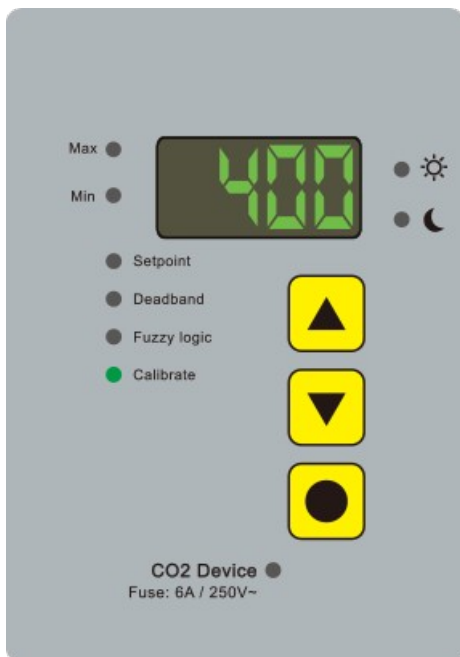 Max
400
Min
Setpoint
Deadband
Fuzzy logic
Calibrate
CO2 Device
Fuse: 6A / 250V~